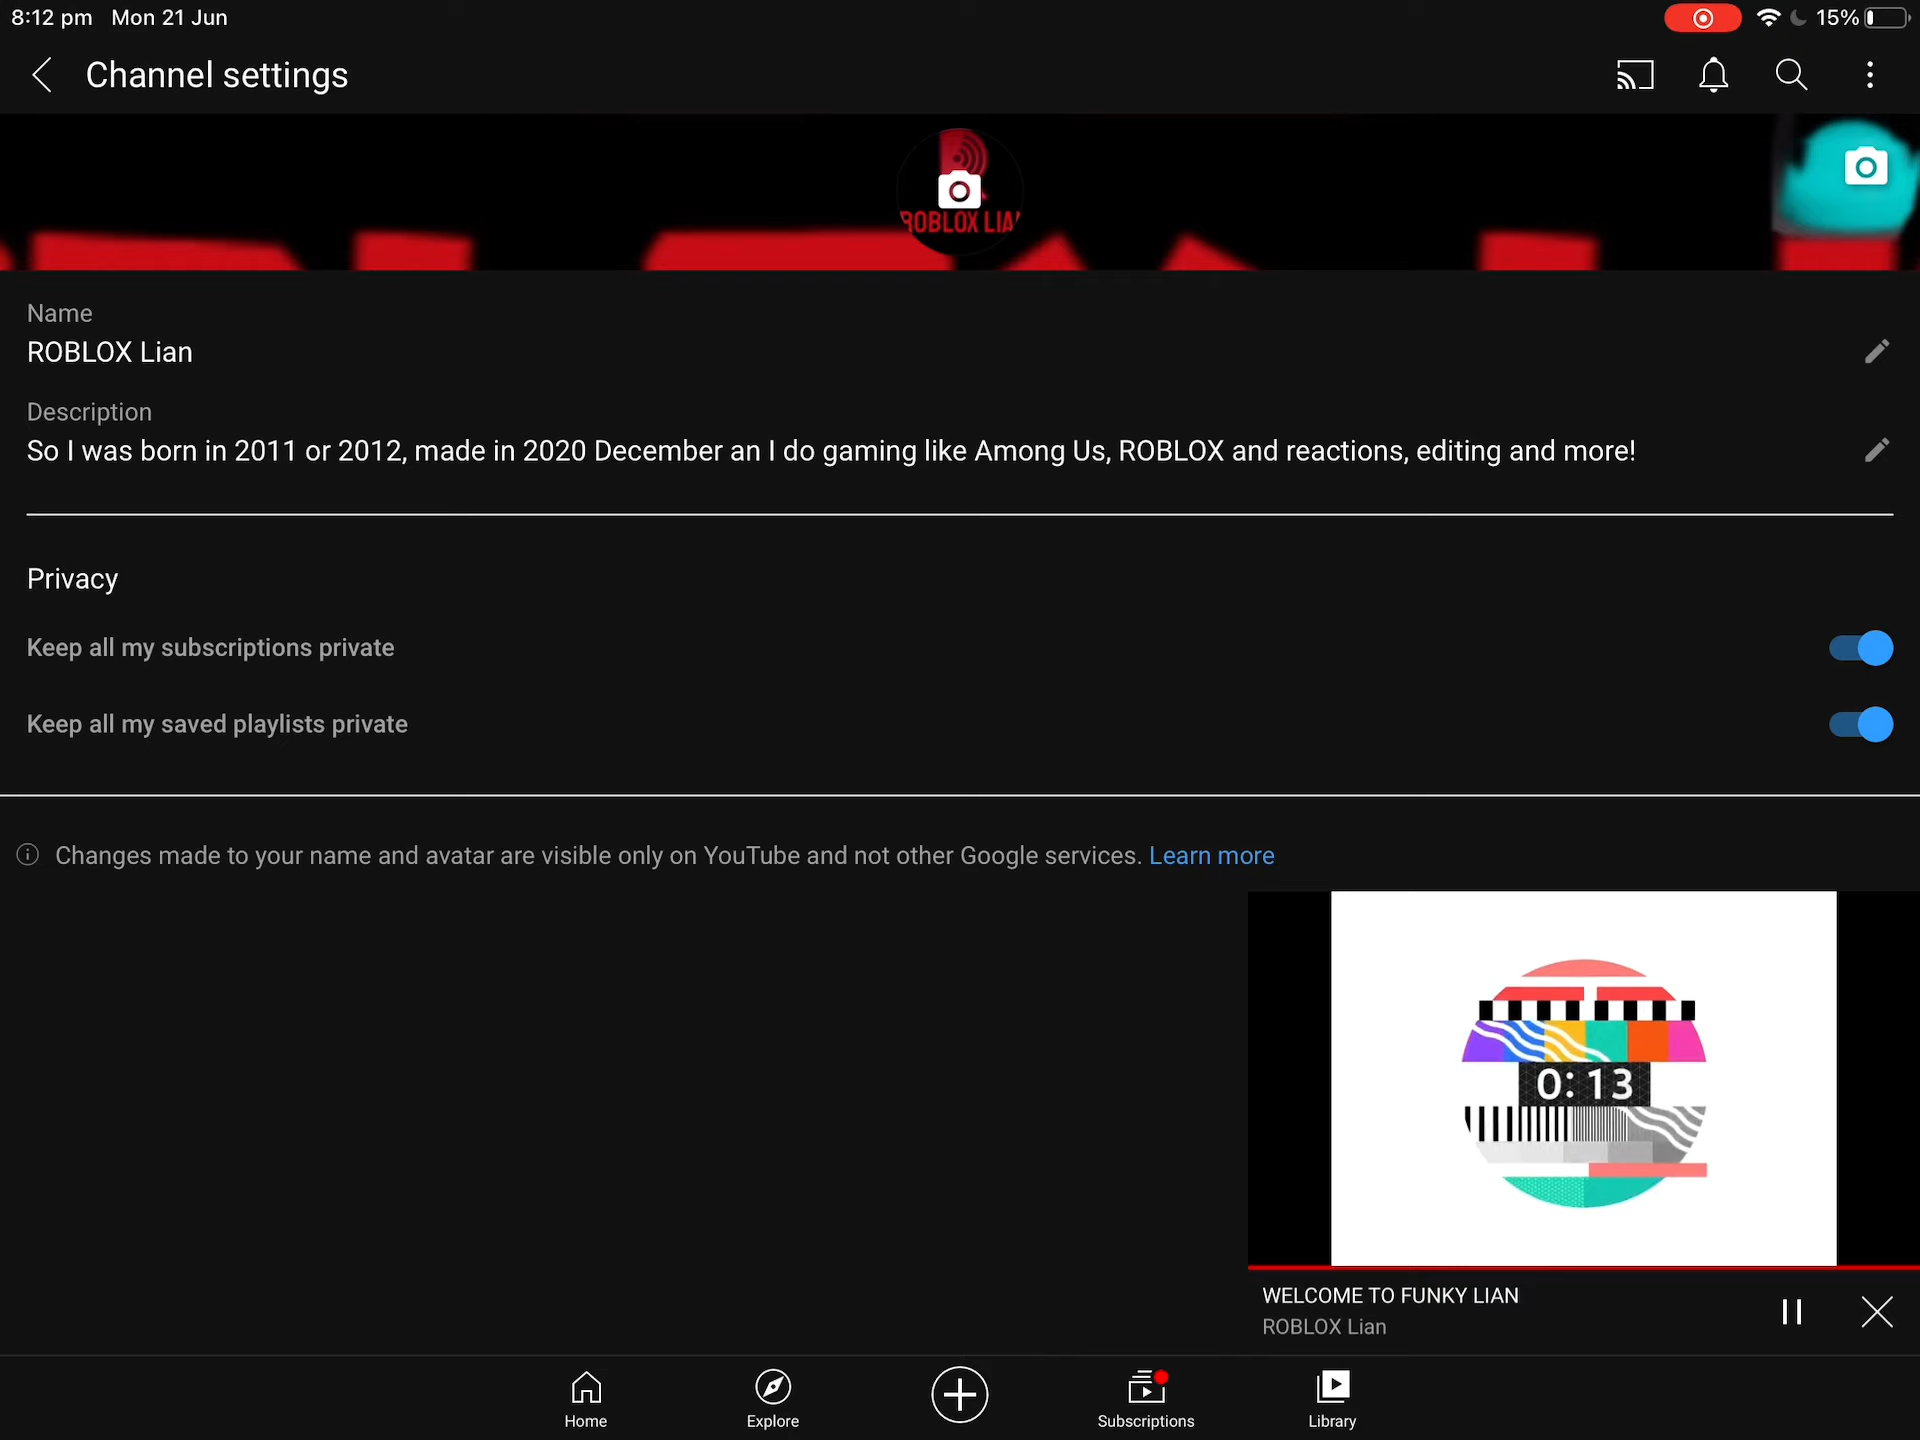 8:12 pm Mon 21 Jun 15%
Channel settings
ROBLOX LIA
Name
ROBLOX Lian
Description
So I was born in 2011 or 2012, made in 2020 December an I do gaming like Among Us, ROBLOX and reactions, editing and more!
Privacy
Keep all my subscriptions private
Keep all my saved playlists private
Changes made to your name and avatar are visible only on YouTube and not other Google services. Learn more
0:13
WELCOME TO FUNKY LIAN
ROBLOX Lian
Home Explore Subscriptions Library